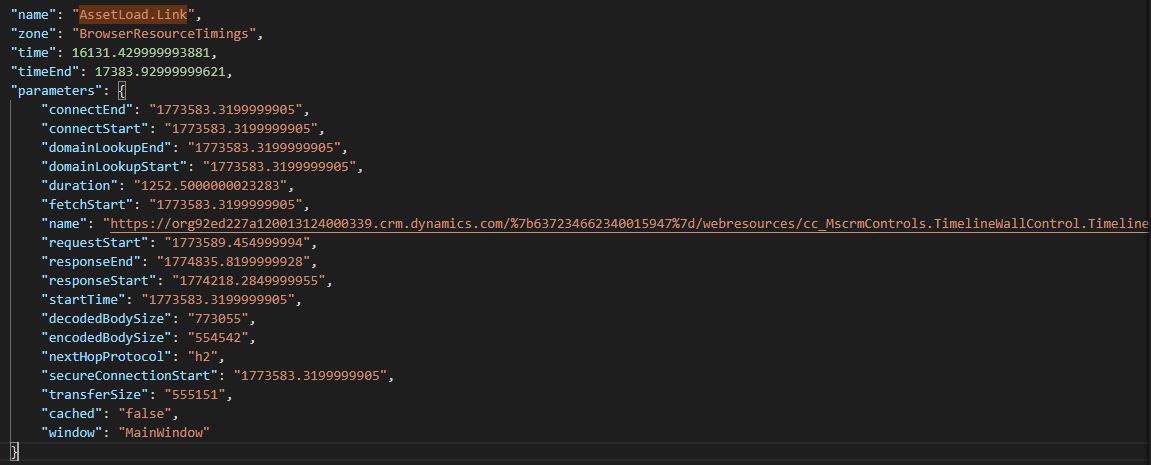 "name": "AssetLoad.Link",
"zone": "BrowserResourceTimings",
"time": 16131.429999993881,
"timeEnd": 17383.92999999621,
"parameters": {
    "connectEnd": "1773583.3199999905",
    "connectStart": "1773583.3199999905",
    "domainLookupEnd": "1773583.3199999905",
    "domainLookupStart": "1773583.3199999905",
    "duration": "1252.5000000023283",
    "fetchStart": "1773583.3199999905",
    "name": "https://org92ed227a120013124000339.crm.dynamics.com/%7b637234662340015947%7d/webresources/cc_MscrmControls.TimelineWallControl.Timeline
    "requestStart": "1773589.454999994",
    "responseEnd": "1774835.8199999928",
    "responseStart": "1774218.2849999955",
    "startTime": "1773583.3199999905",
    "decodedBodySize": "773055",
    "encodedBodySize": "554542",
    "nextHopProtocol": "h2",
    "secureConnectionStart": "1773583.3199999905",
    "transferSize": "555151",
    "cached": "false",
    "window": "MainWindow"
}